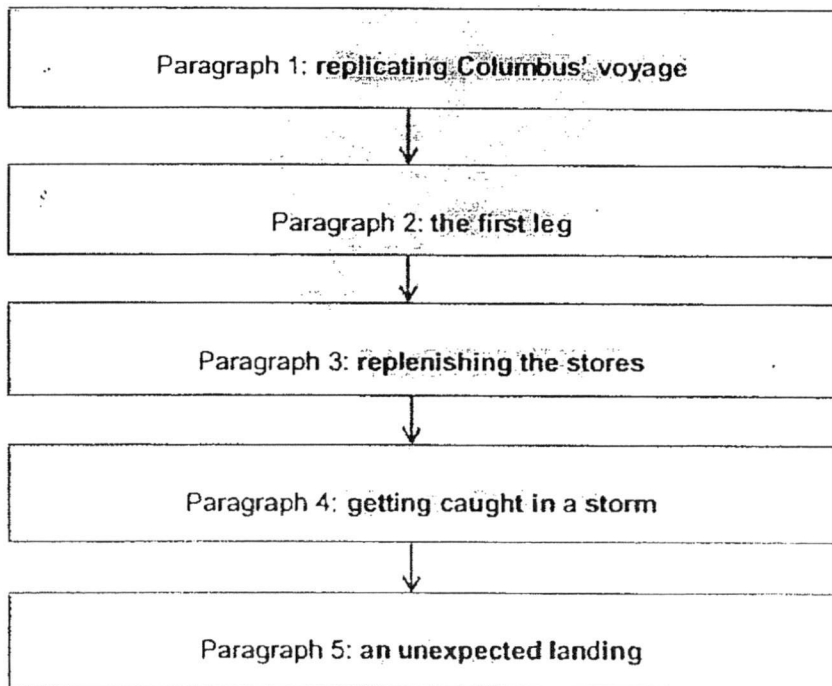 Paragraph 1: replicating Columbus' voyage
Paragraph 2: the first leg
Paragraph 3: replenishing the stores
Paragraph 4: getting caught in a storm
Paragraph 5: an unexpected landing